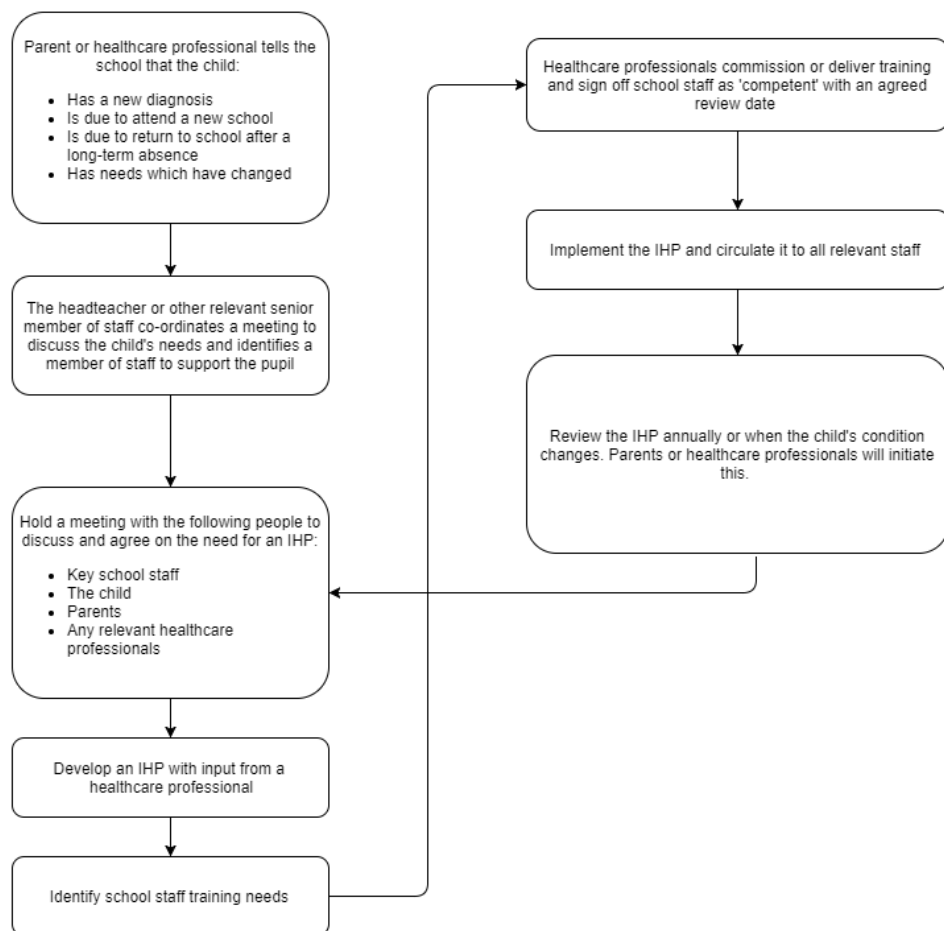 Parent or healthcare professional tells the
school that the child:
• Has a new diagnosis
• Is due to attend a new school
• Is due to return to school after a
long-term absence
• Has needs which have changed
The headteacher or other relevant senior
member of staff co-ordinates a meeting to
discuss the child's needs and identifies a
member of staff to support the pupil
Hold a meeting with the following people to
discuss and agree on the need for an IHP:
• Key school staff
• The child
• Parents
• Any relevant healthcare
professionals
Develop an IHP with input from a
healthcare professional
Identify school staff training needs
Healthcare professionals commission or deliver training
and sign off school staff as 'competent' with an agreed
review date
Implement the IHP and circulate it to all relevant staff
Review the IHP annually or when the child's condition
changes. Parents or healthcare professionals will initiate
this.